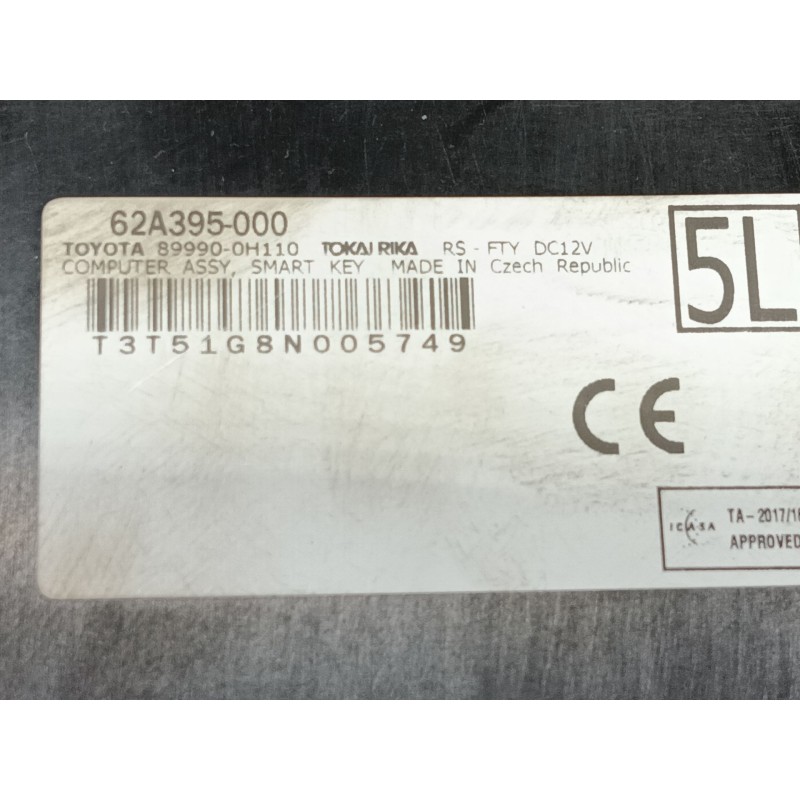 62A395-000
TOYOTA 89990-0H110 TOKAI RIKA RS - FTY DC12V
COMPUTER ASSY, SMART KEY MADE IN Czech Republic
T3T51G8N005749
5L
CE
ICASA
TA-2017/16
APPROVED